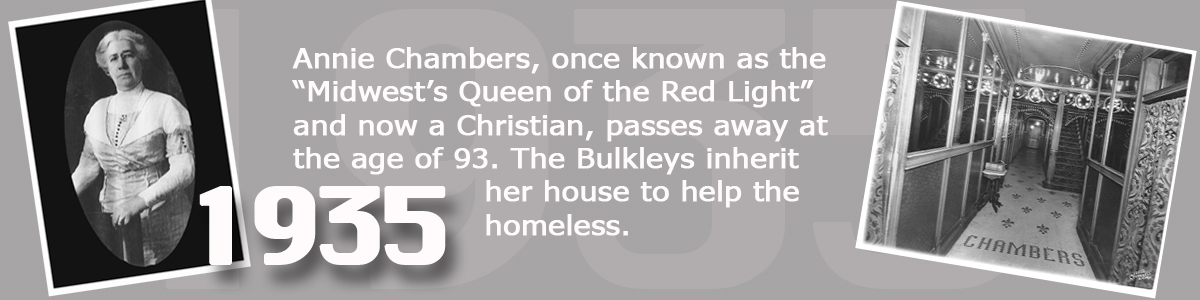 Annie Chambers, once known as the
“Midwest’s Queen of the Red Light”
and now a Christian, passes away at
the age of 93. The Bulkleys inherit
her house to help the
homeless.
1935
1935
CHAMBERS